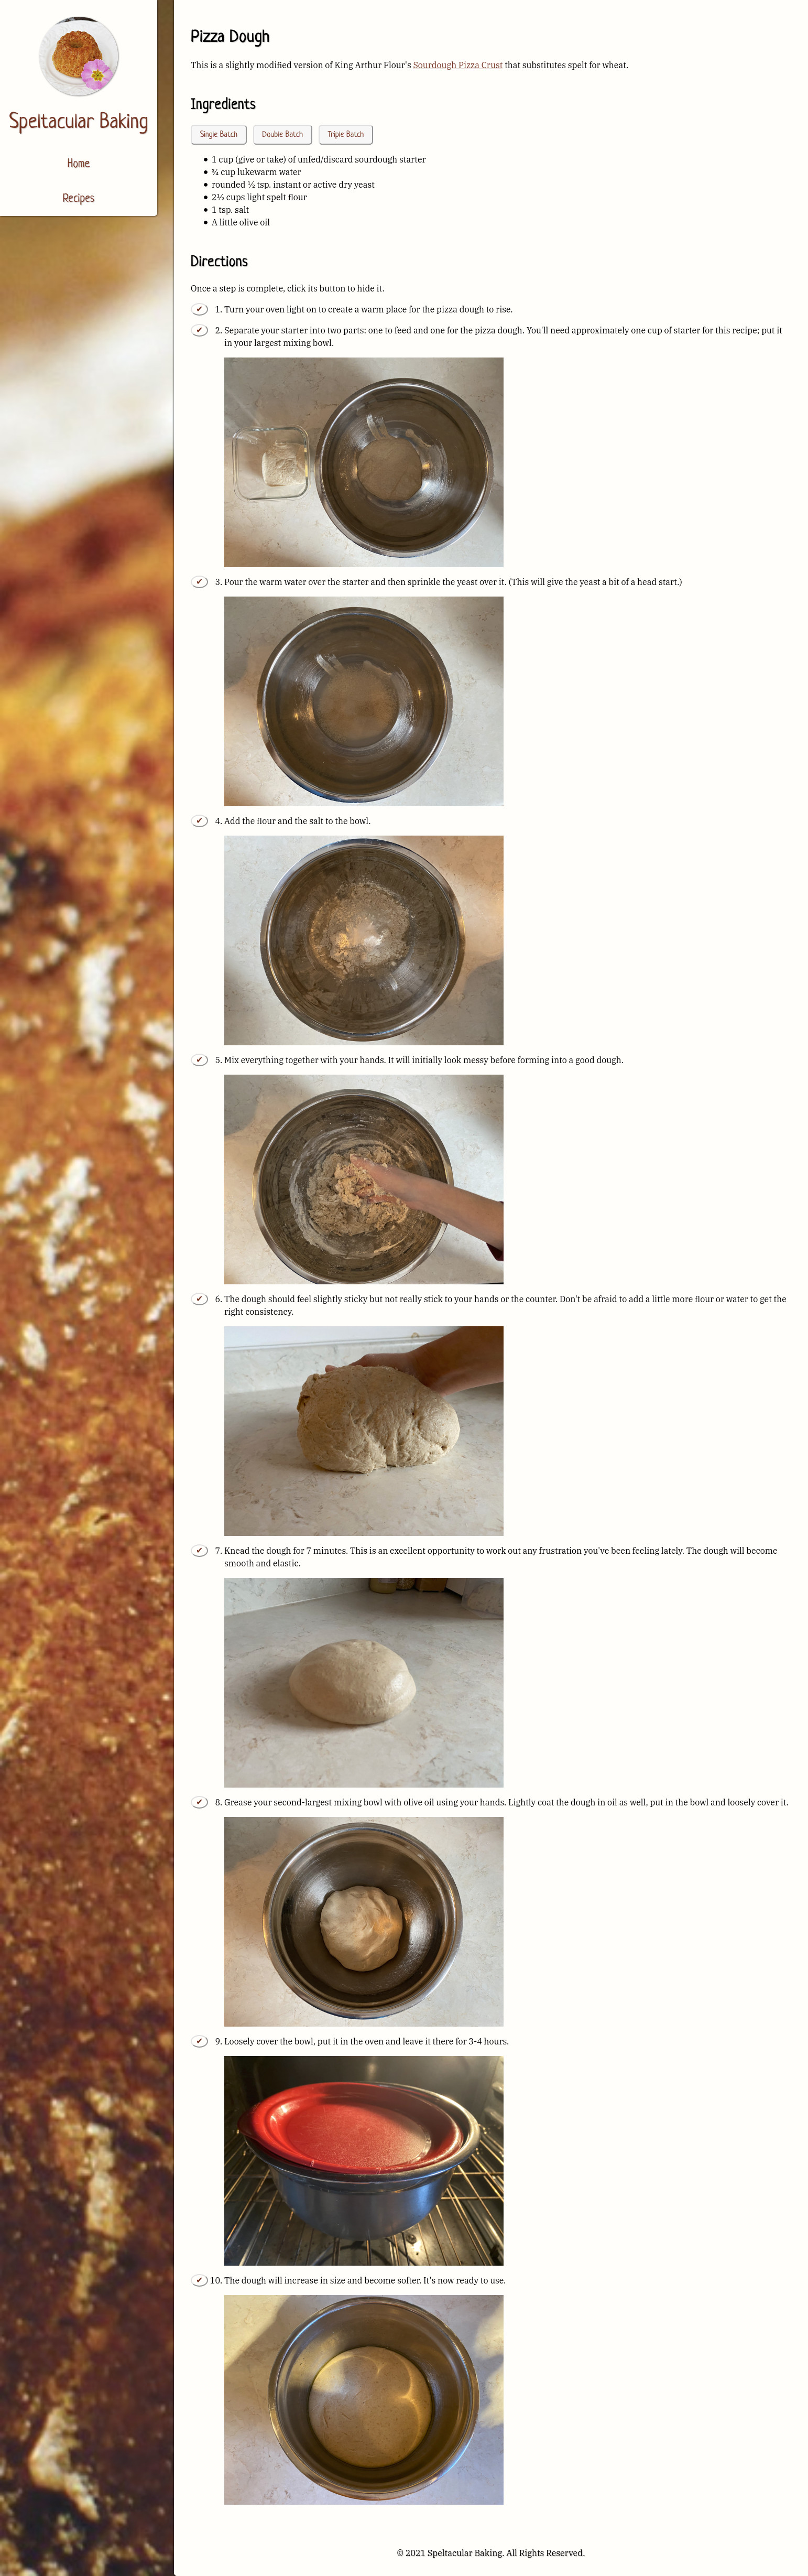 Speltacular Baking
Home
Recipes
Pizza Dough
This is a slightly modified version of King Arthur Flour's Sourdough Pizza Crust that substitutes spelt for wheat.
Ingredients
Single Batch
Double Batch
Triple Batch
● 1 cup (give or take) of unfed/discard sourdough starter
● ¾ cup lukewarm water
● rounded ½ tsp. instant or active dry yeast
● 2½ cups light spelt flour
● 1 tsp. salt
● A little olive oil
Directions
Once a step is complete, click its button to hide it.
✔ 1. Turn your oven light on to create a warm place for the pizza dough to rise.
✔ 2. Separate your starter into two parts: one to feed and one for the pizza dough. You'll need approximately one cup of starter for this recipe; put it
in your largest mixing bowl.
✔ 3. Pour the warm water over the starter and then sprinkle the yeast over it. (This will give the yeast a bit of a head start.)
✔ 4. Add the flour and the salt to the bowl.
✔ 5. Mix everything together with your hands. It will initially look messy before forming into a good dough.
✔ 6. The dough should feel slightly sticky but not really stick to your hands or the counter. Don't be afraid to add a little more flour or water to get the
right consistency.
✔ 7. Knead the dough for 7 minutes. This is an excellent opportunity to work out any frustration you've been feeling lately. The dough will become
smooth and elastic.
✔ 8. Grease your second-largest mixing bowl with olive oil using your hands. Lightly coat the dough in oil as well, put in the bowl and loosely cover it.
✔ 9. Loosely cover the bowl, put it in the oven and leave it there for 3-4 hours.
✔ 10. The dough will increase in size and become softer. It's now ready to use.
© 2021 Speltacular Baking. All Rights Reserved.